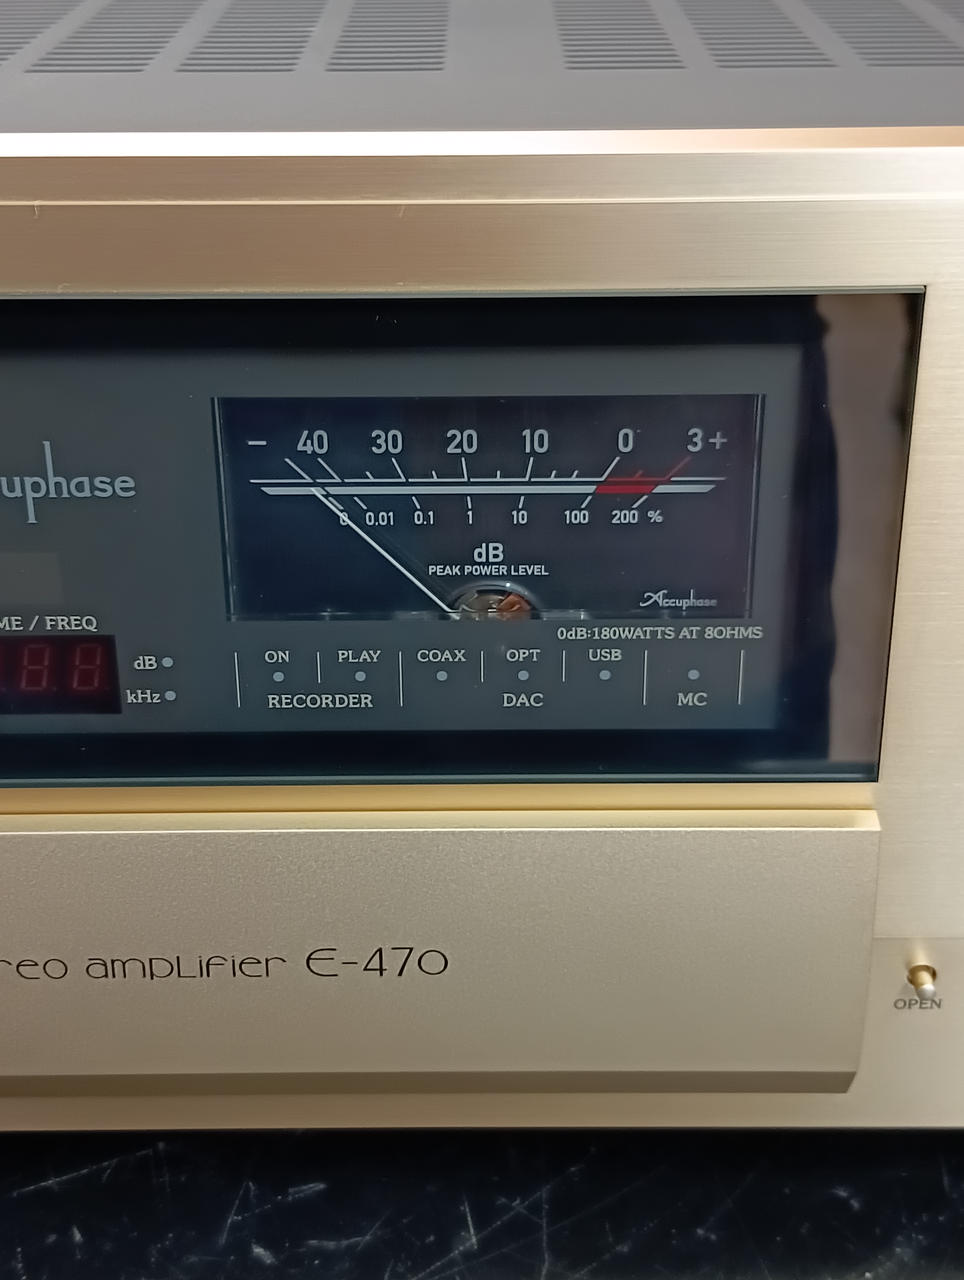 − 40 30 20 10 0 3 +
0 0.01 0.1 1 10 100 200 %
dB
PEAK POWER LEVEL
Accuphase
0dB:180WATTS AT 8OHMS
uphase
ME / FREQ
88
dB
kHz
ON PLAY COAX OPT USB
RECORDER DAC MC
reo amplifier E-470
OPEN